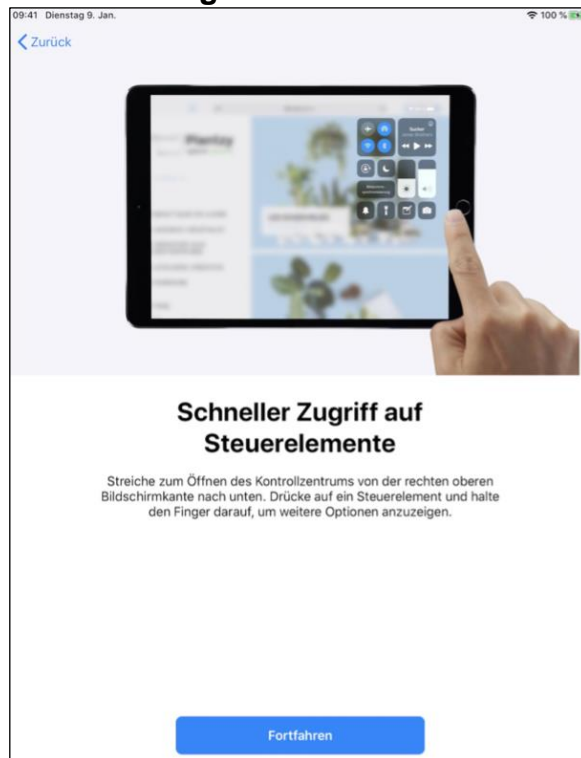 09:41 Dienstag 9. Jan.
100 %
Zurück
Plantzy
Schneller Zugriff auf
Steuerelemente
Streiche zum Öffnen des Kontrollzentrums von der rechten oberen
Bildschirmkante nach unten. Drücke auf ein Steuerelement und halte
den Finger darauf, um weitere Optionen anzuzeigen.
Fortfahren